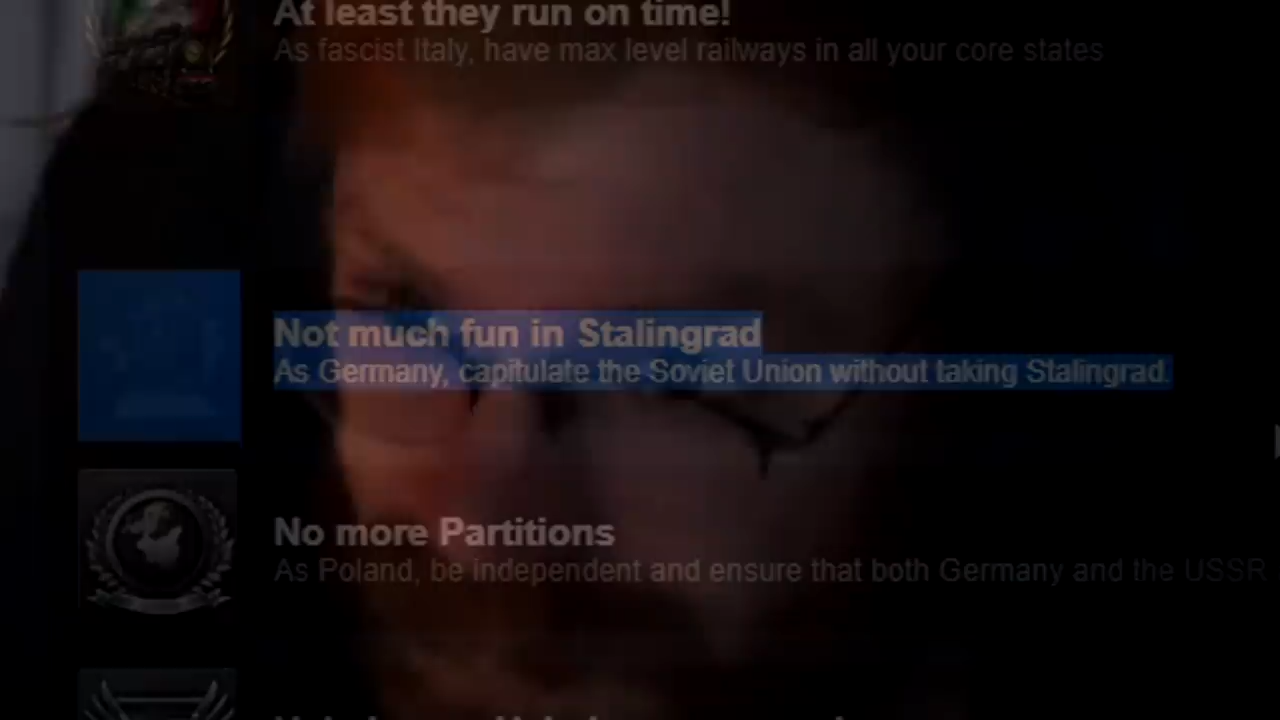 At least they run on time!
As fascist Italy, have max level railways in all your core states
Not much fun in Stalingrad
As Germany, capitulate the Soviet Union without taking Stalingrad.
No more Partitions
As Poland, be independent and ensure that both Germany and the USSR